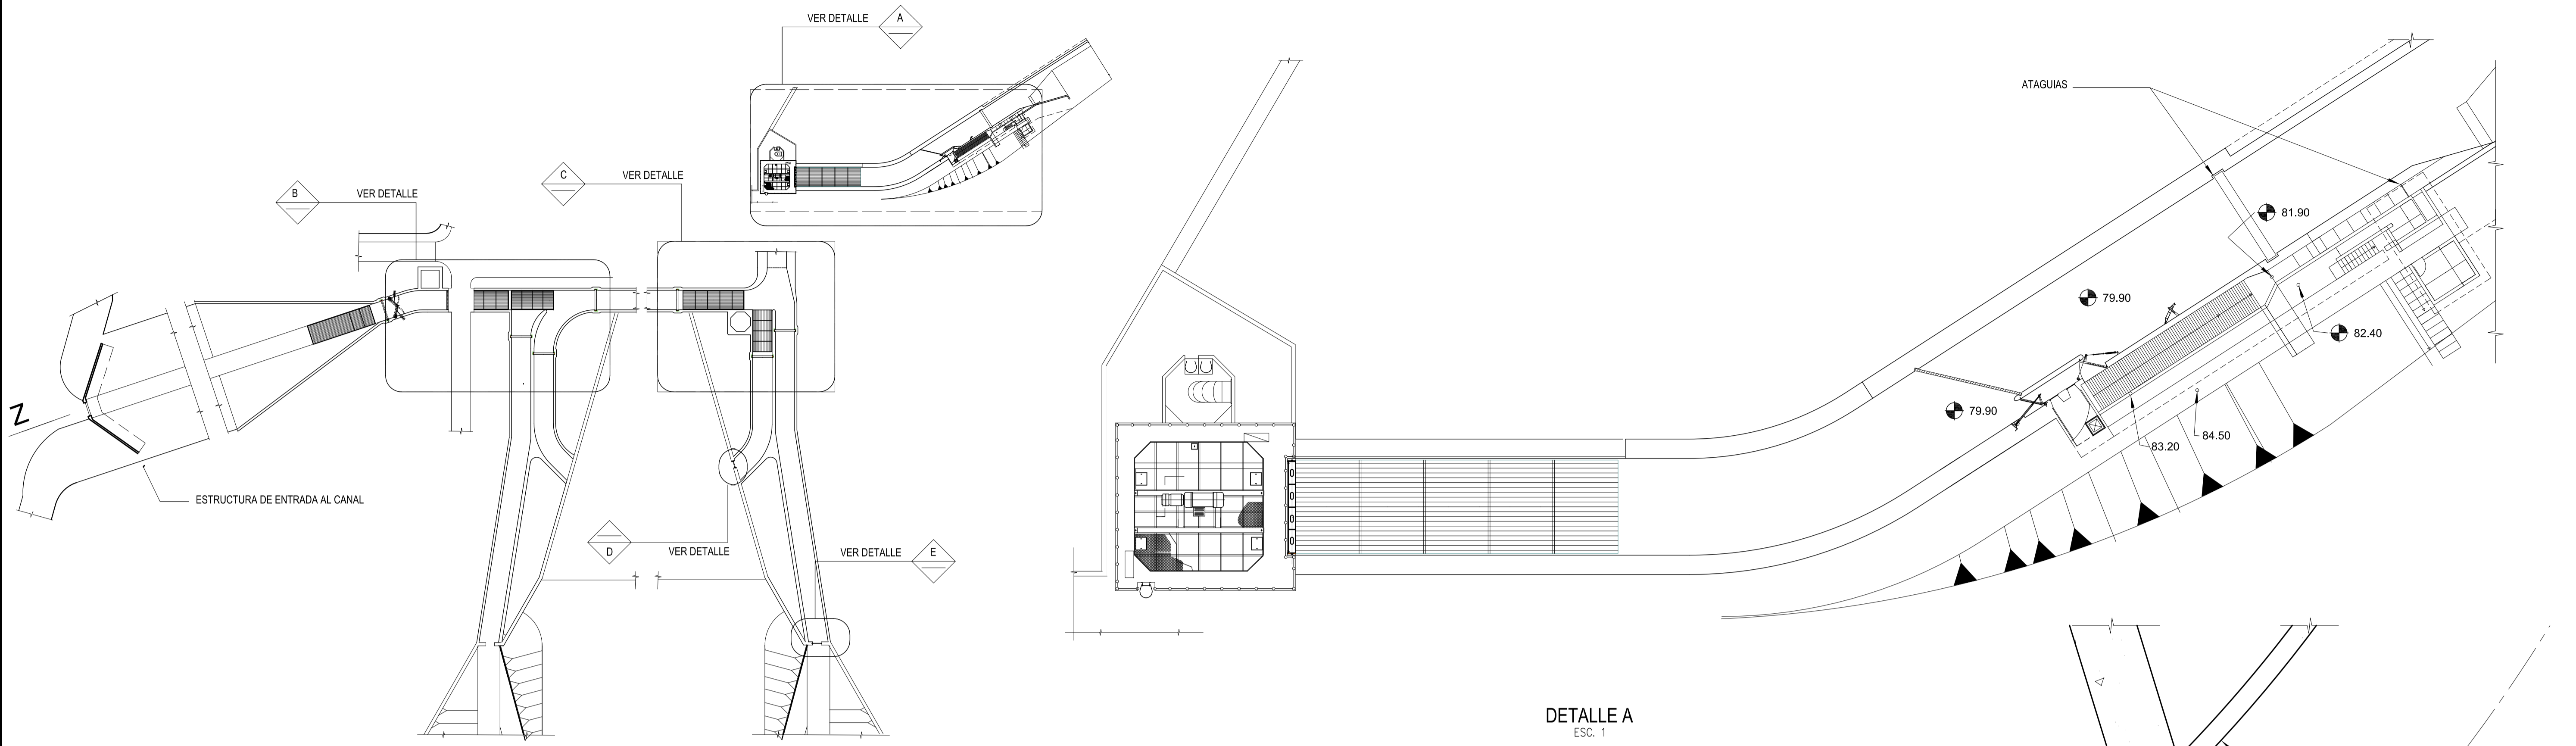 VER DETALLE
A
C
VER DETALLE
B
VER DETALLE
ATAGUIAS
81.90
79.90
82.40
79.90
84.50
83.20
Z
ESTRUCTURA DE ENTRADA AL CANAL
D
VER DETALLE
VER DETALLE
E
DETALLE A
ESC. 1